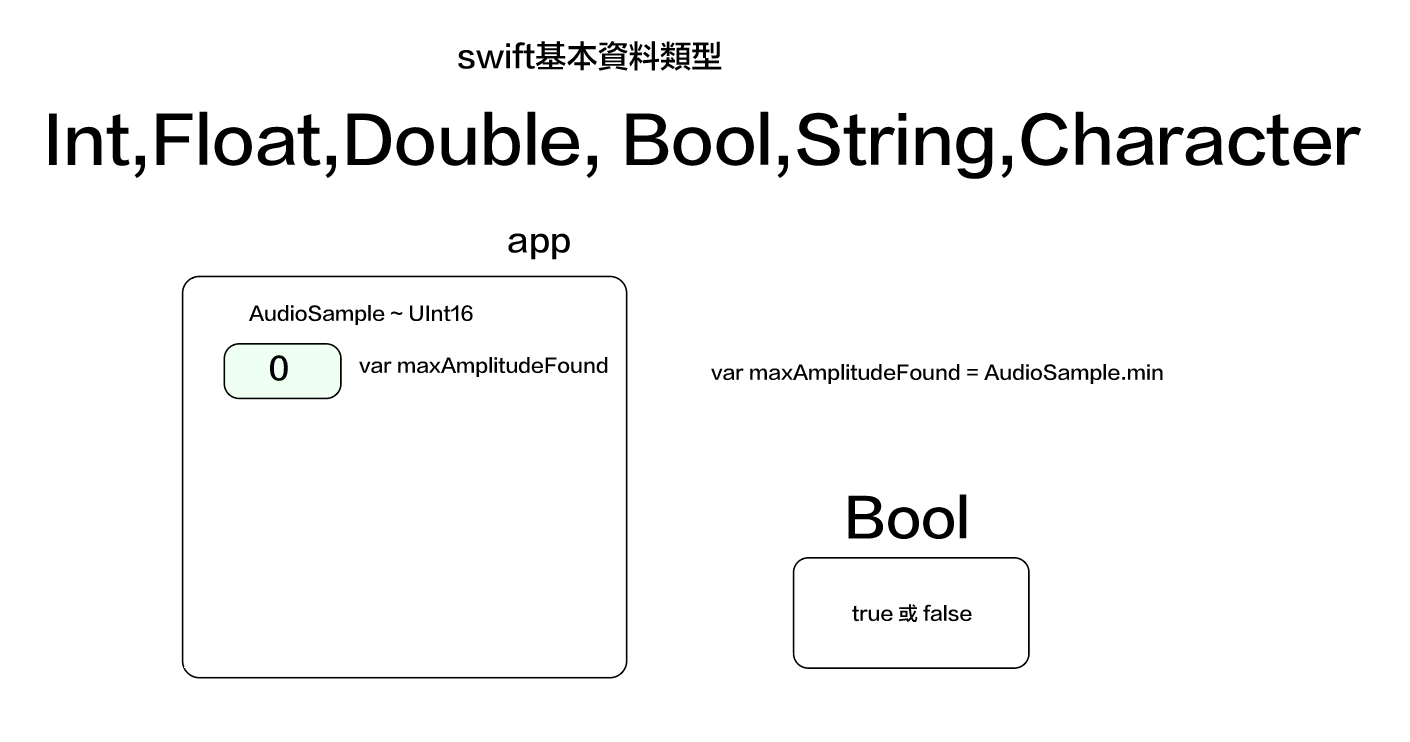 swift基本資料類型
Int,Float,Double, Bool,String,Character
app
AudioSample ~ UInt16
0
var maxAmplitudeFound
var maxAmplitudeFound = AudioSample.min
Bool
true 或 false